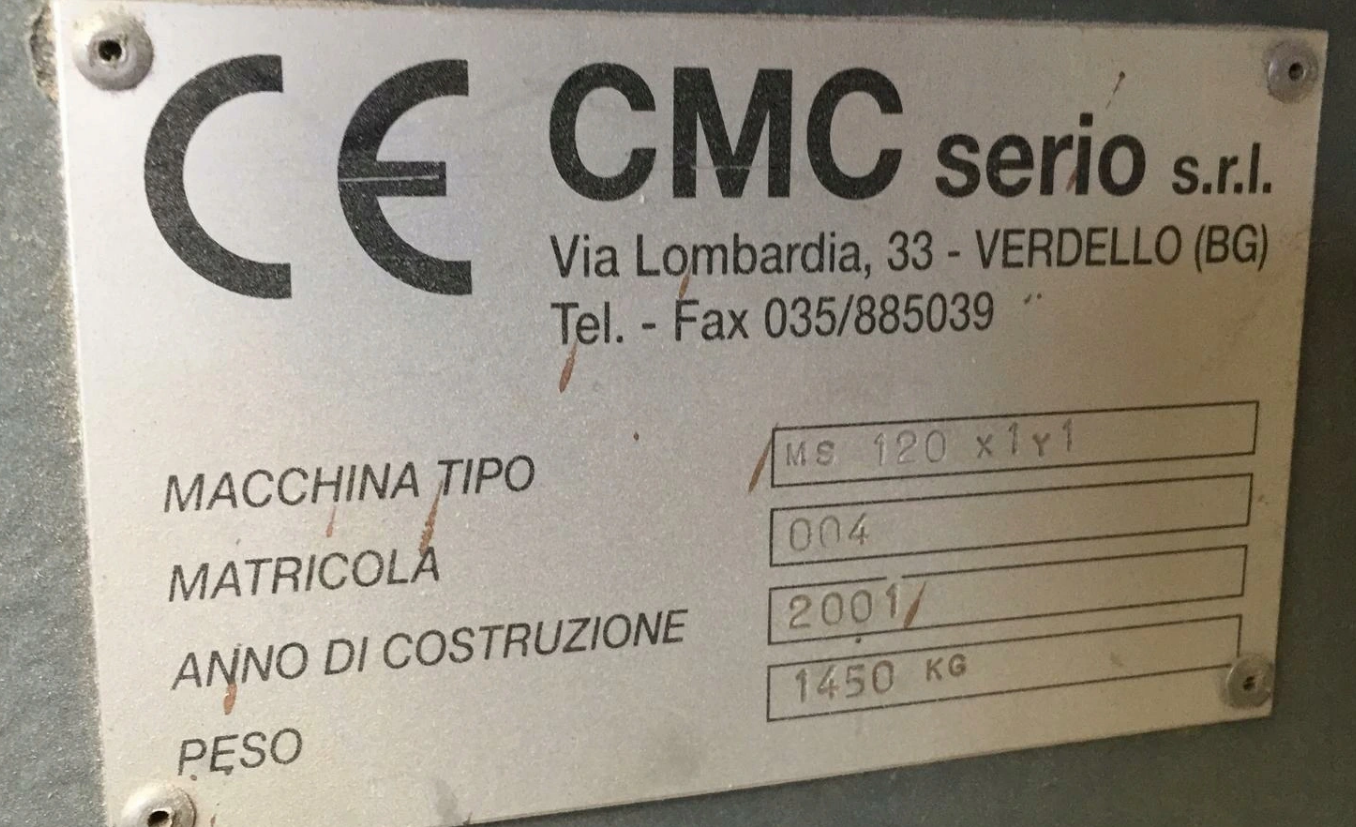 CE CMC serio s.r.l.
Via Lombardia, 33 - VERDELLO (BG)
Tel. - Fax 035/885039
MACCHINA TIPO MS 120 x1Y1
MATRICOLA 004
ANNO DI COSTRUZIONE 2001
PESO 1450 KG